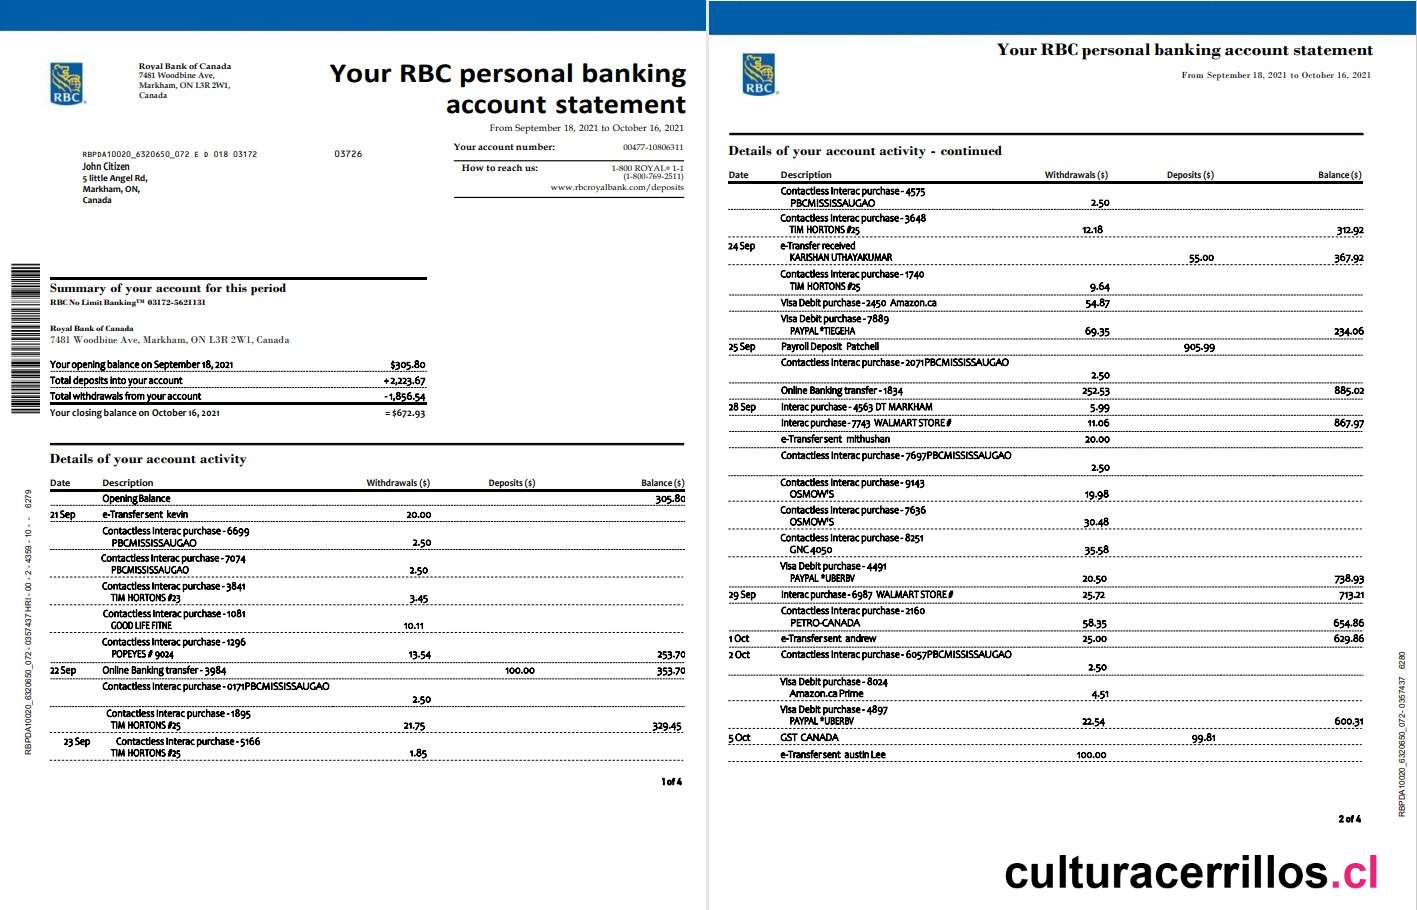 RBC
Royal Bank of Canada
7481 Woodbine Ave,
Markham, ON L3R 2W1,
Canada
Your RBC personal banking
account statement
From September 18, 2021 to October 16, 2021
Your account number: 00477-10806311
How to reach us: 1-800 ROYAL® 1-1
(1-800-769-2511)
www.rbcroyalbank.com/deposits
RBPDA10020_6320650_072 E D 018 03172 03726
John Citizen
5 little Angel Rd,
Markham, ON,
Canada
Summary of your account for this period
RBC No Limit Banking™ 03172-5621131
Royal Bank of Canada
7481 Woodbine Ave, Markham, ON L3R 2W1, Canada
Your opening balance on September 18, 2021 $305.80
Total deposits into your account + 2,223.67
Total withdrawals from your account - 1,856.54
Your closing balance on October 16, 2021 = $672.93
Details of your account activity
Date Description Withdrawals ($) Deposits ($) Balance ($)
Opening Balance 305.80
21 Sep e-Transfer sent kevin 20.00
Contactless Interac purchase - 6699
PBCMISSISSAUGAO 2.50
Contactless Interac purchase - 7074
PBCMISSISSAUGAO 2.50
Contactless Interac purchase - 3841
TIM HORTONS #23 3.45
Contactless Interac purchase - 1081
GOOD LIFE FITNE 10.11
Contactless Interac purchase - 1296
POPEYES # 9024 13.54 253.70
22 Sep Online Banking transfer - 3984 100.00 353.70
Contactless Interac purchase - 0171PBCMISSISSAUGAO
2.50
Contactless Interac purchase - 1895
TIM HORTONS #25 21.75 329.45
23 Sep Contactless Interac purchase - 5166
TIM HORTONS #25 1.85
1 of 4
RBPDA10020_6320650_072 - 0357437 HRI - 00 - 2 - 4359 - 10 - - 6279
RBC
Your RBC personal banking account statement
From September 18, 2021 to October 16, 2021
Details of your account activity - continued
Date Description Withdrawals ($) Deposits ($) Balance ($)
Contactless Interac purchase - 4575
PBCMISSISSAUGAO 2.50
Contactless Interac purchase - 3648
TIM HORTONS #25 12.18 312.92
24 Sep e-Transfer received
KARISHAN UTHAYAKUMAR 55.00 367.92
Contactless Interac purchase - 1740
TIM HORTONS #25 9.64
Visa Debit purchase - 2450 Amazon.ca 54.87
Visa Debit purchase - 7889
PAYPAL *TIEGEHA 69.35 234.06
25 Sep Payroll Deposit Patchell 905.99
Contactless Interac purchase - 2071PBCMISSISSAUGAO
2.50
Online Banking transfer - 1834 252.53 885.02
28 Sep Interac purchase - 4563 DT MARKHAM 5.99
Interac purchase - 7743 WALMART STORE# 11.06 867.97
e-Transfer sent mithushan 20.00
Contactless Interac purchase - 7697PBCMISSISSAUGAO
2.50
Contactless Interac purchase - 9143
OSMOW'S 19.98
Contactless Interac purchase - 7636
OSMOW'S 30.48
Contactless Interac purchase - 8251
GNC 4050 35.58
Visa Debit purchase - 4491
PAYPAL *UBERBV 20.50 738.93
29 Sep Interac purchase - 6987 WALMART STORE# 25.72 713.21
Contactless Interac purchase - 2160
PETRO-CANADA 58.35 654.86
1 Oct e-Transfer sent andrew 25.00 629.86
2 Oct Contactless Interac purchase - 6057PBCMISSISSAUGAO
2.50
Visa Debit purchase - 8024
Amazon.ca Prime 4.51
Visa Debit purchase - 4897
PAYPAL *UBERBV 22.54 600.31
5 Oct GST CANADA 99.81
e-Transfer sent austin Lee 100.00
2 of 4
RBPDA10020_6320650_072 - 0357437 6280
culturacerrillos.cl